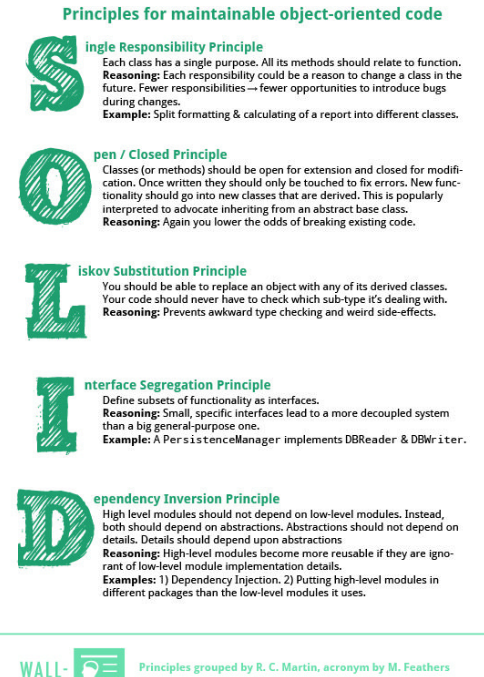 Principles for maintainable object-oriented code
Single Responsibility Principle
Each class has a single purpose. All its methods should relate to function.
Reasoning: Each responsibility could be a reason to change a class in the
future. Fewer responsibilities → fewer opportunities to introduce bugs
during changes.
Example: Split formatting & calculating of a report into different classes.
Open / Closed Principle
Classes (or methods) should be open for extension and closed for modifi-
cation. Once written they should only be touched to fix errors. New func-
tionality should go into new classes that are derived. This is popularly
interpreted to advocate inheriting from an abstract base class.
Reasoning: Again you lower the odds of breaking existing code.
Liskov Substitution Principle
You should be able to replace an object with any of its derived classes.
Your code should never have to check which sub-type it's dealing with.
Reasoning: Prevents awkward type checking and weird side-effects.
Interface Segregation Principle
Define subsets of functionality as interfaces.
Reasoning: Small, specific interfaces lead to a more decoupled system
than a big general-purpose one.
Example: A PersistenceManager implements DBReader & DBWriter.
Dependency Inversion Principle
High level modules should not depend on low-level modules. Instead,
both should depend on abstractions. Abstractions should not depend on
details. Details should depend upon abstractions
Reasoning: High-level modules become more reusable if they are igno-
rant of low-level module implementation details.
Examples: 1) Dependency Injection. 2) Putting high-level modules in
different packages than the low-level modules it uses.
WALL-
Principles grouped by R. C. Martin, acronym by M. Feathers